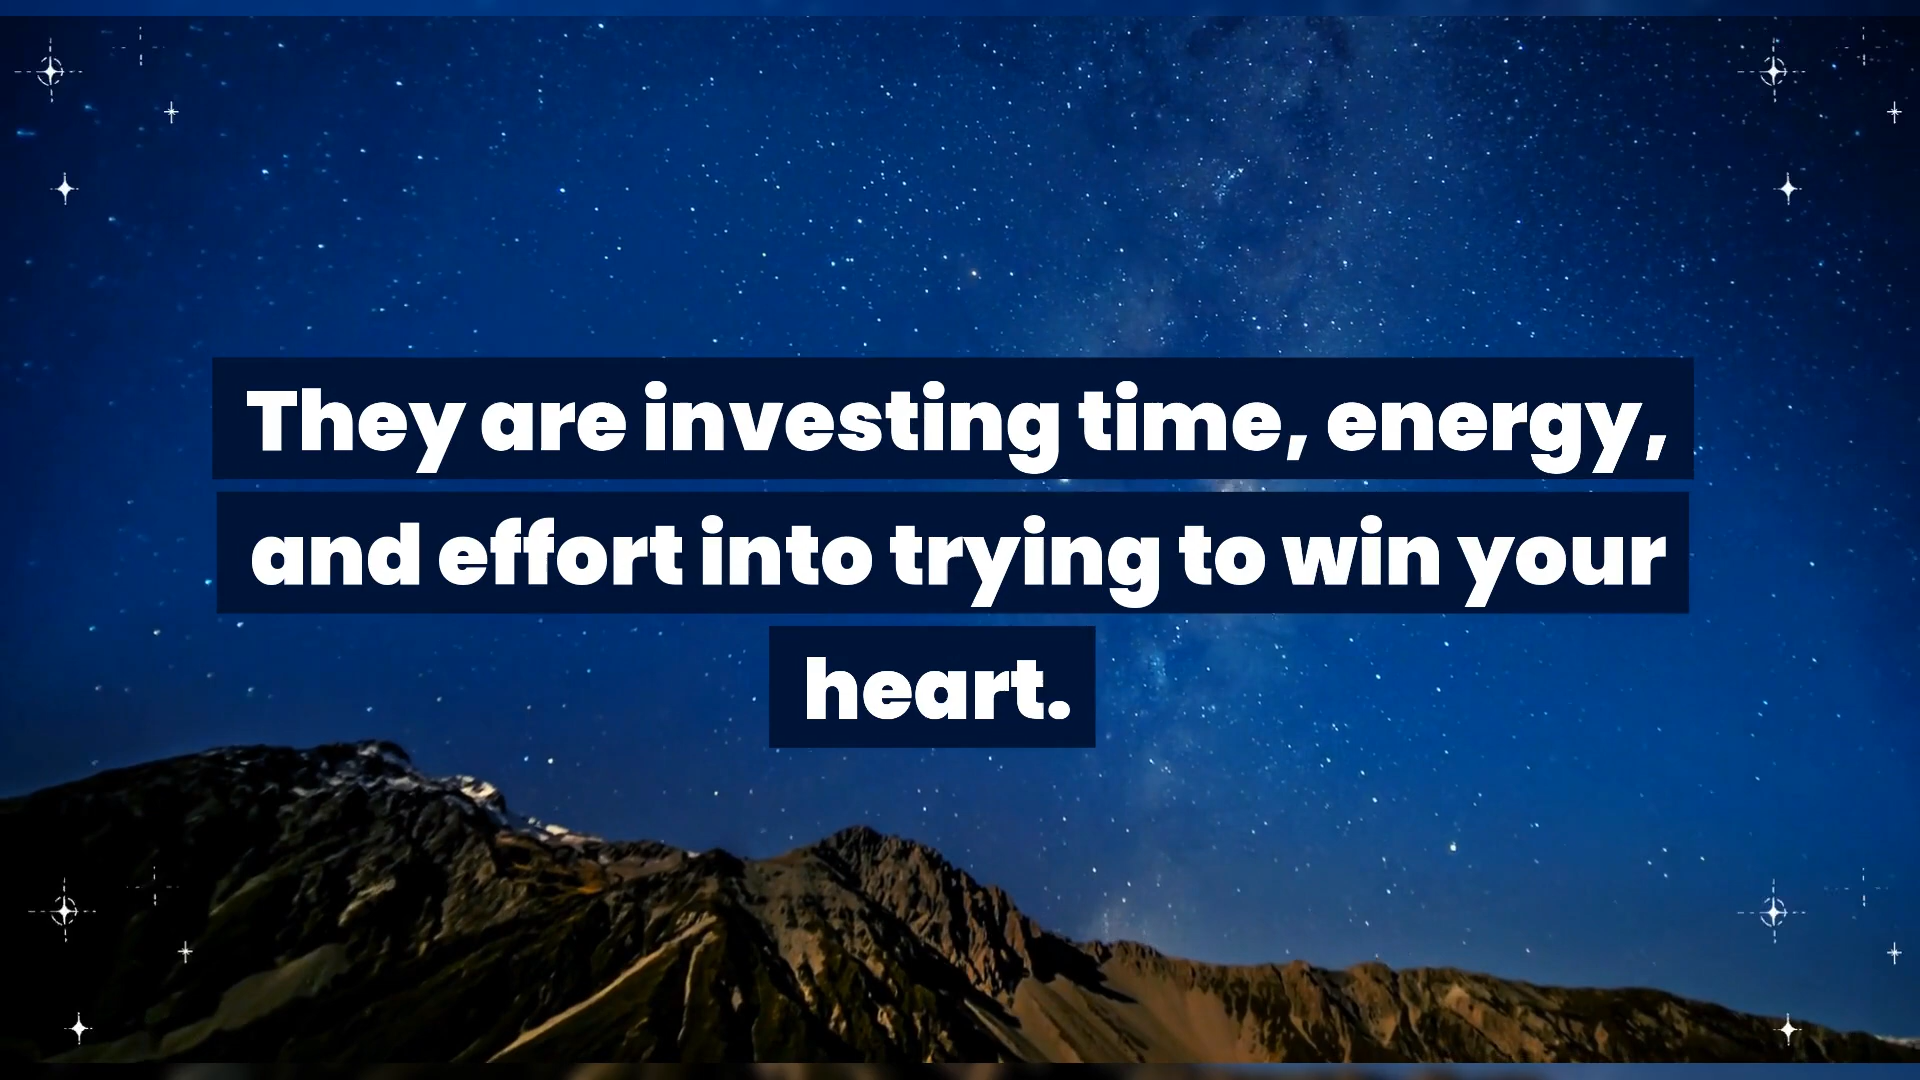 They are investing time, energy,
and effort into trying to win your
heart.